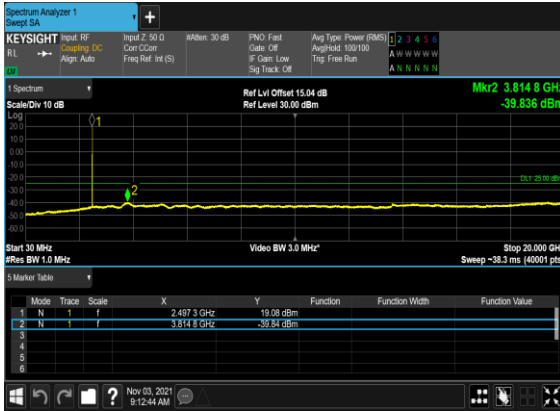 Spectrum Analyzer 1
Swept SA
KEYSIGHT Input: RF Input Z: 50 Ω #Atten: 30 dB PNO: Fast Avg Type: Power (RMS) 1 2 3 4 5 6
RL Coupling: DC Corr CCorr Gate: Off Avg|Hold: 100/100 A W W W W W
Align: Auto Freq Ref: Int (S) IF Gain: Low Trig: Free Run
Sig Track: Off A N N N N N
1 Spectrum Ref Lvl Offset 15.04 dB Mkr2 3.814 8 GHz
Scale/Div 10 dB Ref Level 30.00 dBm -39.836 dBm
Log
20.0
1
10.0
0.00
-10.0
-20.0
-30.0
2
-40.0
-50.0
-60.0
Start 30 MHz Video BW 3.0 MHz* Stop 20.000 GHz
#Res BW 1.0 MHz Sweep ~38.3 ms (40001 pts)
5 Marker Table
Mode Trace Scale X Y Function Function Width Function Value
1 N 1 f 2.497 3 GHz 19.08 dBm
2 N 1 f 3.814 8 GHz -39.84 dBm
3
4
5
6
? Nov 03, 2021
9:12:44 AM